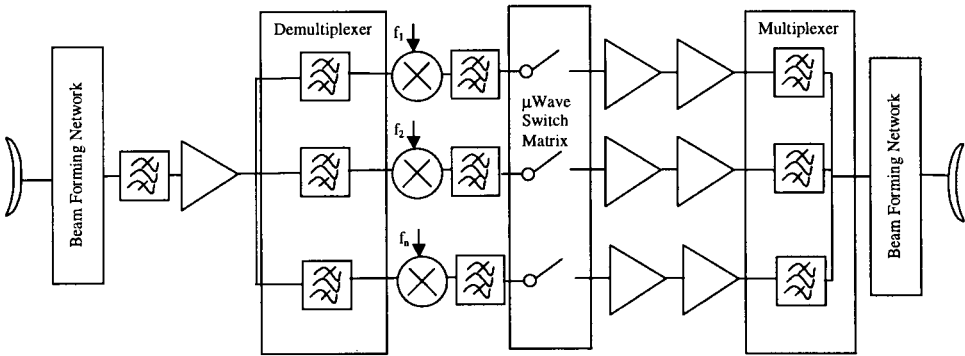 Beam Forming Network
Demultiplexer
f1
f2
fn
μWave
Switch
Matrix
Multiplexer
Beam Forming Network